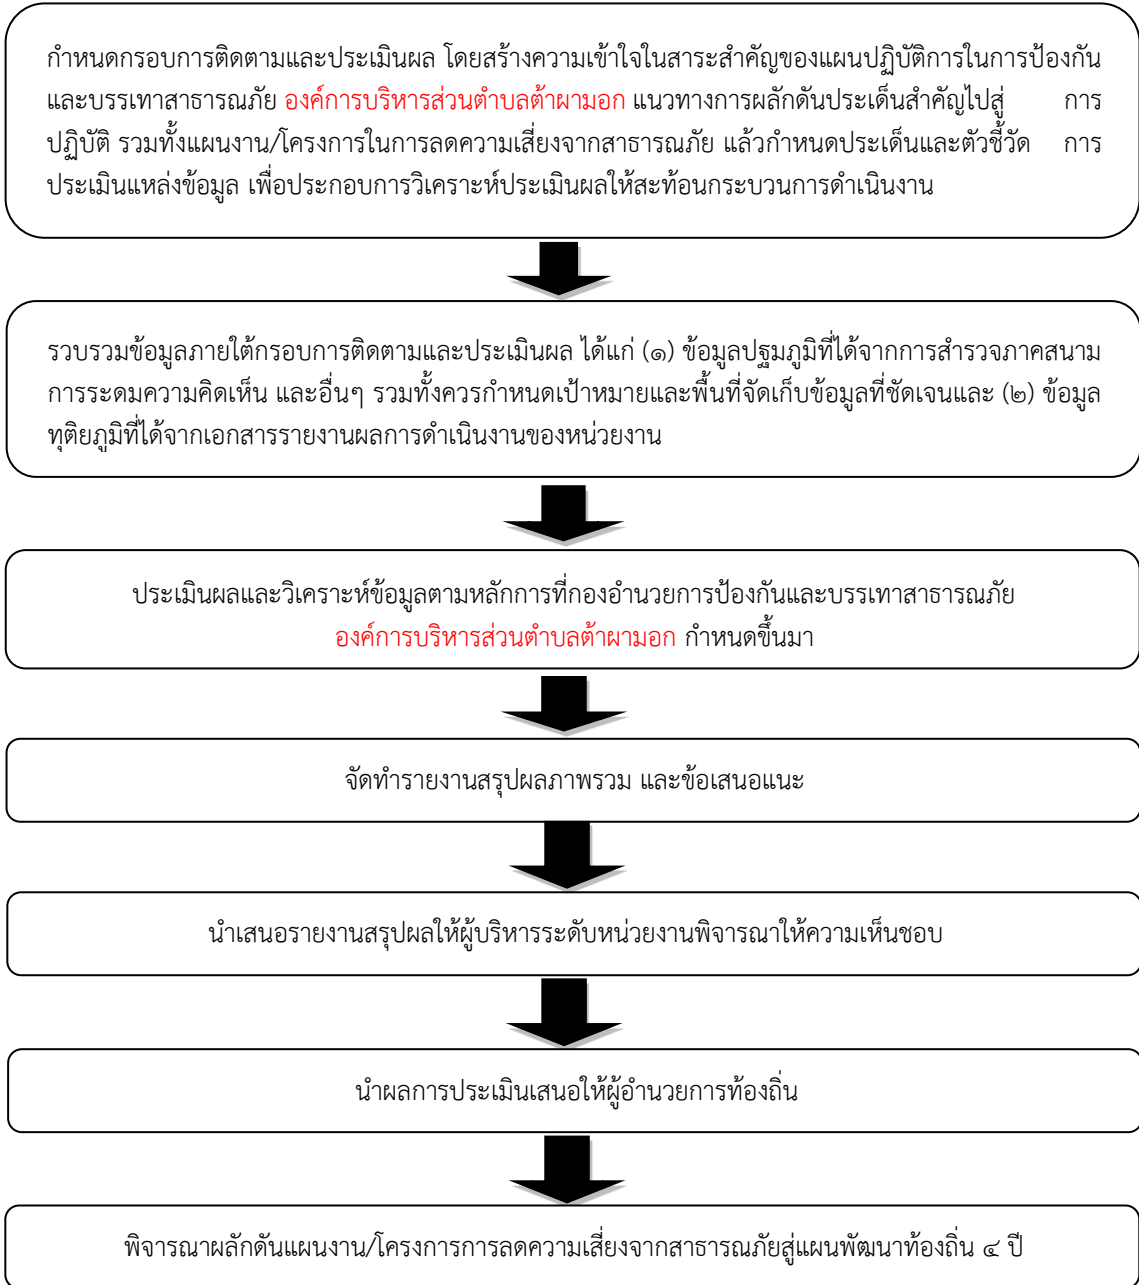 กำหนดกรอบการติดตามและประเมินผล โดยสร้างความเข้าใจในสาระสำคัญของแผนปฏิบัติการในการป้องกัน
และบรรเทาสาธารณภัย องค์การบริหารส่วนตำบลต้าผามอก แนวทางการผลักดันประเด็นสำคัญไปสู่ การ
ปฏิบัติ รวมทั้งแผนงาน/โครงการในการลดความเสี่ยงจากสาธารณภัย แล้วกำหนดประเด็นและตัวชี้วัด การ
ประเมินแหล่งข้อมูล เพื่อประกอบการวิเคราะห์ประเมินผลให้สะท้อนกระบวนการดำเนินงาน
รวบรวมข้อมูลภายใต้กรอบการติดตามและประเมินผล ได้แก่ (๑) ข้อมูลปฐมภูมิที่ได้จากการสำรวจภาคสนาม
การระดมความคิดเห็น และอื่นๆ รวมทั้งควรกำหนดเป้าหมายและพื้นที่จัดเก็บข้อมูลที่ชัดเจนและ (๒) ข้อมูล
ทุติยภูมิที่ได้จากเอกสารรายงานผลการดำเนินงานของหน่วยงาน
ประเมินผลและวิเคราะห์ข้อมูลตามหลักการที่กองอำนวยการป้องกันและบรรเทาสาธารณภัย
องค์การบริหารส่วนตำบลต้าผามอก กำหนดขึ้นมา
จัดทำรายงานสรุปผลภาพรวม และข้อเสนอแนะ
นำเสนอรายงานสรุปผลให้ผู้บริหารระดับหน่วยงานพิจารณาให้ความเห็นชอบ
นำผลการประเมินเสนอให้ผู้อำนวยการท้องถิ่น
พิจารณาผลักดันแผนงาน/โครงการการลดความเสี่ยงจากสาธารณภัยสู่แผนพัฒนาท้องถิ่น ๔ ปี